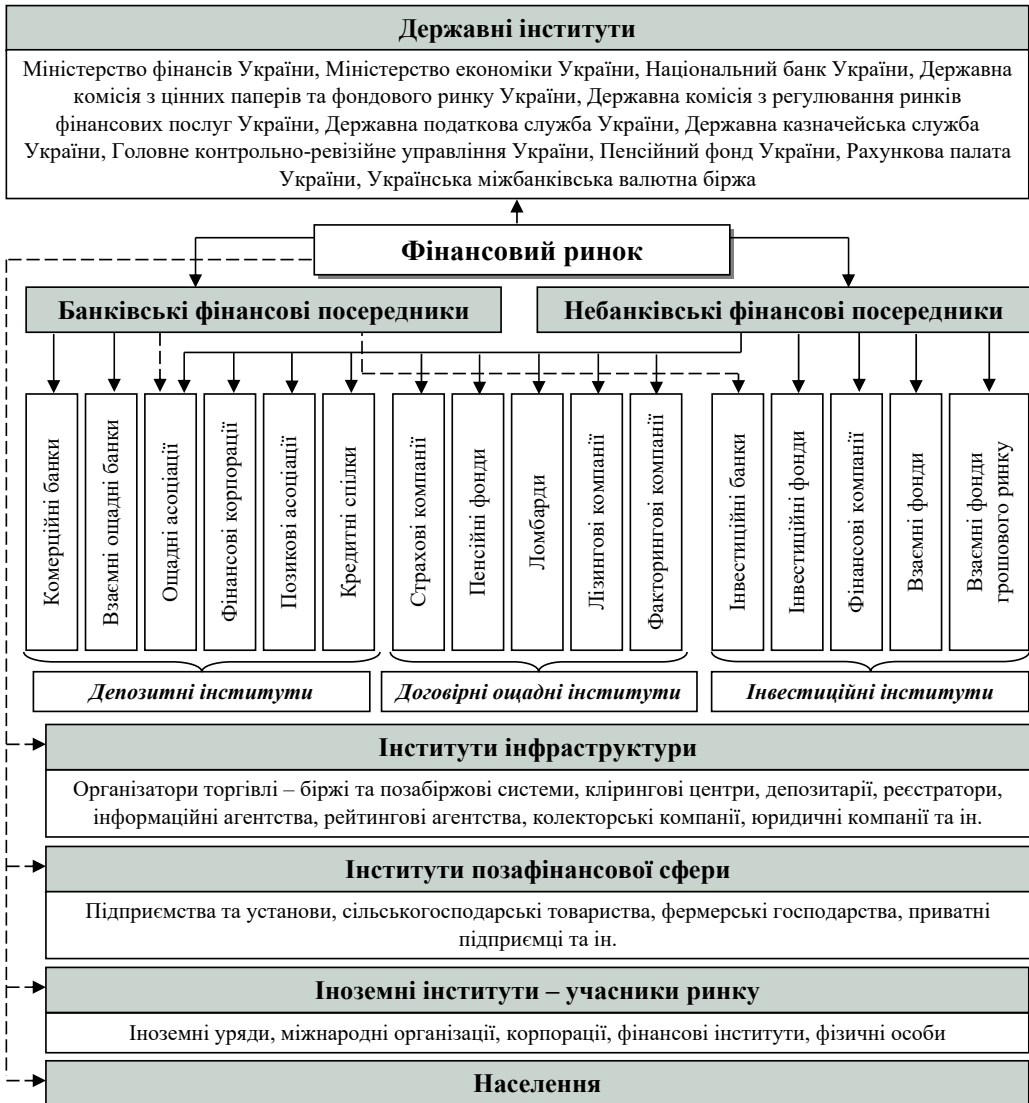 Державні інститути
Міністерство фінансів України, Міністерство економіки України, Національний банк України, Державна
комісія з цінних паперів та фондового ринку України, Державна комісія з регулювання ринків
фінансових послуг України, Державна податкова служба України, Державна казначейська служба
України, Головне контрольно-ревізійне управління України, Пенсійний фонд України, Рахункова палата
України, Українська міжбанківська валютна біржа
Фінансовий ринок
Банківські фінансові посередники
Небанківські фінансові посередники
Комерційні банки
Взаємні ощадні банки
Ощадні асоціації
Фінансові корпорації
Позикові асоціації
Кредитні спілки
Страхові компанії
Пенсійні фонди
Ломбарди
Лізингові компанії
Факторингові компанії
Інвестиційні банки
Інвестиційні фонди
Фінансові компанії
Взаємні фонди
Взаємні фонди
грошового ринку
Депозитні інститути
Договірні ощадні інститути
Інвестиційні інститути
Інститути інфраструктури
Організатори торгівлі – біржі та позабіржові системи, клірингові центри, депозитарії, реєстратори,
інформаційні агентства, рейтингові агентства, колекторські компанії, юридичні компанії та ін.
Інститути позафінансової сфери
Підприємства та установи, сільськогосподарські товариства, фермерські господарства, приватні
підприємці та ін.
Іноземні інститути – учасники ринку
Іноземні уряди, міжнародні організації, корпорації, фінансові інститути, фізичні особи
Населення